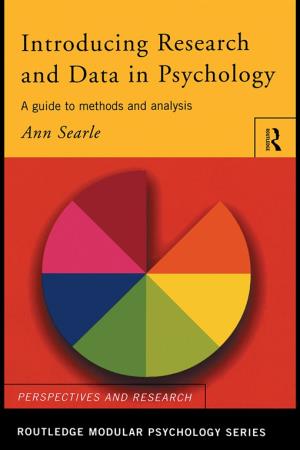 Introducing Research
and Data in Psychology
A guide to methods and analysis
Ann Searle
R
ROUTLEDGE
PERSPECTIVES AND RESEARCH
ROUTLEDGE MODULAR PSYCHOLOGY SERIES